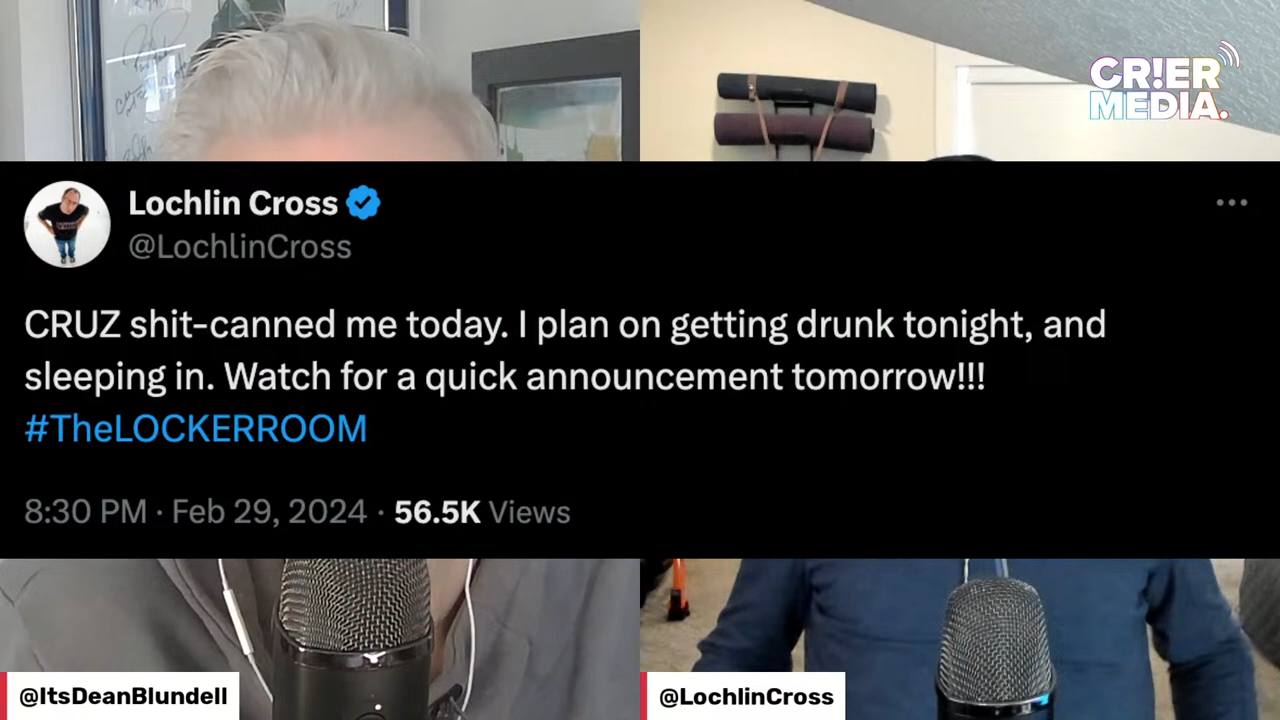 CR!ER
MEDIA.
Lochlin Cross
@LochlinCross
CRUZ shit-canned me today. I plan on getting drunk tonight, and
sleeping in. Watch for a quick announcement tomorrow!!!
#TheLOCKERROOM
8:30 PM · Feb 29, 2024 · 56.5K Views
@ItsDeanBlundell
@LochlinCross